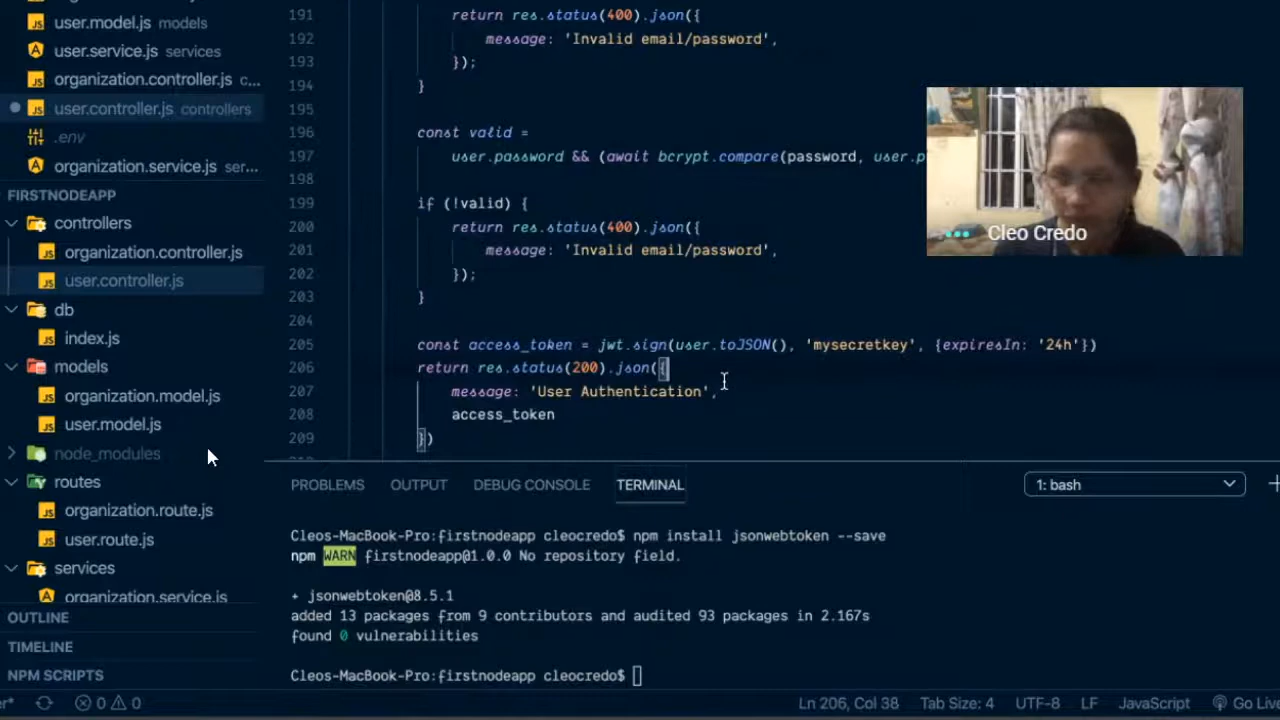 user.model.js models
user.service.js services
organization.controller.js c...
user.controller.js controllers
.env
organization.service.js ser...
FIRSTNODEAPP
controllers
organization.controller.js
user.controller.js
db
index.js
models
organization.model.js
user.model.js
node_modules
routes
organization.route.js
user.route.js
services
organization.service.js
OUTLINE
TIMELINE
NPM SCRIPTS
191 return res.status(400).json({
192 message: 'Invalid email/password',
193 });
194 }
195
196 const valid =
197 user.password && (await bcrypt.compare(password, user.p
198
199 if (!valid) {
200 return res.status(400).json({
201 message: 'Invalid email/password',
202 });
203 }
204
205 const access_token = jwt.sign(user.toJSON(), 'mysecretkey', {expiresIn: '24h'})
206 return res.status(200).json({
207 message: 'User Authentication',
208 access_token
209 })
Cleo Credo
PROBLEMS OUTPUT DEBUG CONSOLE TERMINAL 1: bash
Cleos-MacBook-Pro:firstnodeapp cleocredo$ npm install jsonwebtoken --save
npm WARN firstnodeapp@1.0.0 No repository field.
+ jsonwebtoken@8.5.1
added 13 packages from 9 contributors and audited 93 packages in 2.167s
found 0 vulnerabilities
Cleos-MacBook-Pro:firstnodeapp cleocredo$
0 0 Ln 206, Col 38 Tab Size: 4 UTF-8 LF JavaScript Go Live